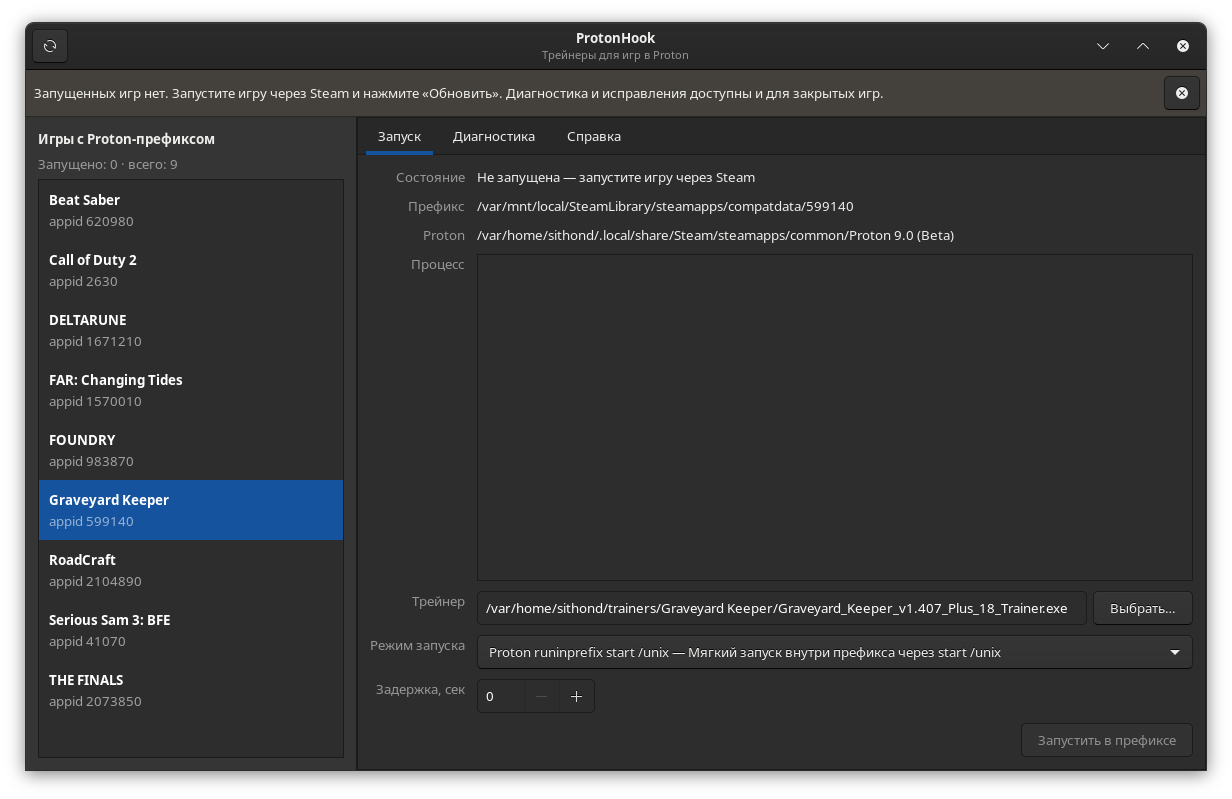 ProtonHook
Трейнеры для игр в Proton
Запущенных игр нет. Запустите игру через Steam и нажмите «Обновить». Диагностика и исправления доступны и для закрытых игр.
Игры с Proton-префиксом
Запущено: 0 · всего: 9
Beat Saber
appid 620980
Call of Duty 2
appid 2630
DELTARUNE
appid 1671210
FAR: Changing Tides
appid 1570010
FOUNDRY
appid 983870
Graveyard Keeper
appid 599140
RoadCraft
appid 2104890
Serious Sam 3: BFE
appid 41070
THE FINALS
appid 2073850
Запуск Диагностика Справка
Состояние Не запущена — запустите игру через Steam
Префикс /var/mnt/local/SteamLibrary/steamapps/compatdata/599140
Proton /var/home/sithond/.local/share/Steam/steamapps/common/Proton 9.0 (Beta)
Процесс
Трейнер /var/home/sithond/trainers/Graveyard Keeper/Graveyard_Keeper_v1.407_Plus_18_Trainer.exe Выбрать…
Режим запуска Proton runinprefix start /unix — Мягкий запуск внутри префикса через start /unix
Задержка, сек 0 − +
Запустить в префиксе